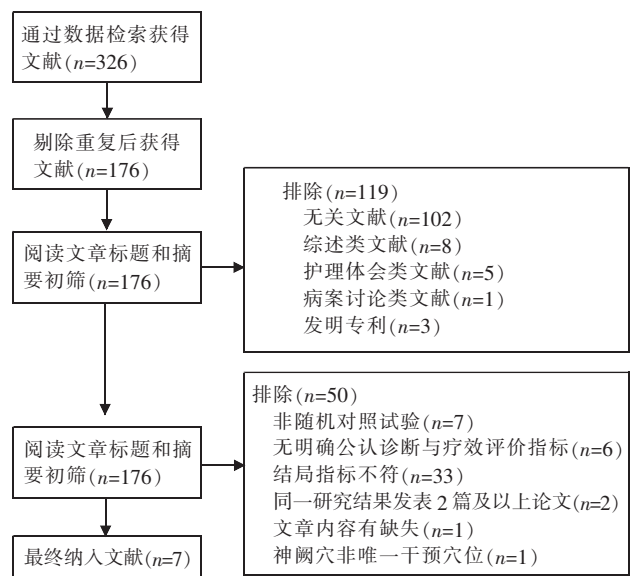 通过数据检索获得
文献(n=326)
剔除重复后获得
文献(n=176)
阅读文章标题和摘
要初筛(n=176)
排除(n=119)
无关文献(n=102)
综述类文献(n=8)
护理体会类文献(n=5)
病案讨论类文献(n=1)
发明专利(n=3)
阅读文章标题和摘
要初筛(n=176)
排除(n=50)
非随机对照试验(n=7)
无明确公认诊断与疗效评价指标(n=6)
结局指标不符(n=33)
同一研究结果发表2篇及以上论文(n=2)
文章内容有缺失(n=1)
神阙穴非唯一干预穴位(n=1)
最终纳入文献(n=7)